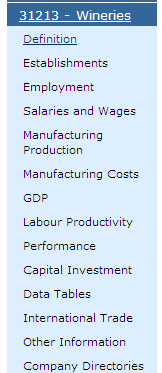 31213 - Wineries
Definition
Establishments
Employment
Salaries and Wages
Manufacturing
Production
Manufacturing Costs
GDP
Labour Productivity
Performance
Capital Investment
Data Tables
International Trade
Other Information
Company Directories